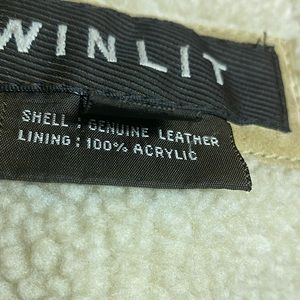 WINLIT
SHELL : GENUINE LEATHER
LINING : 100% ACRYLIC